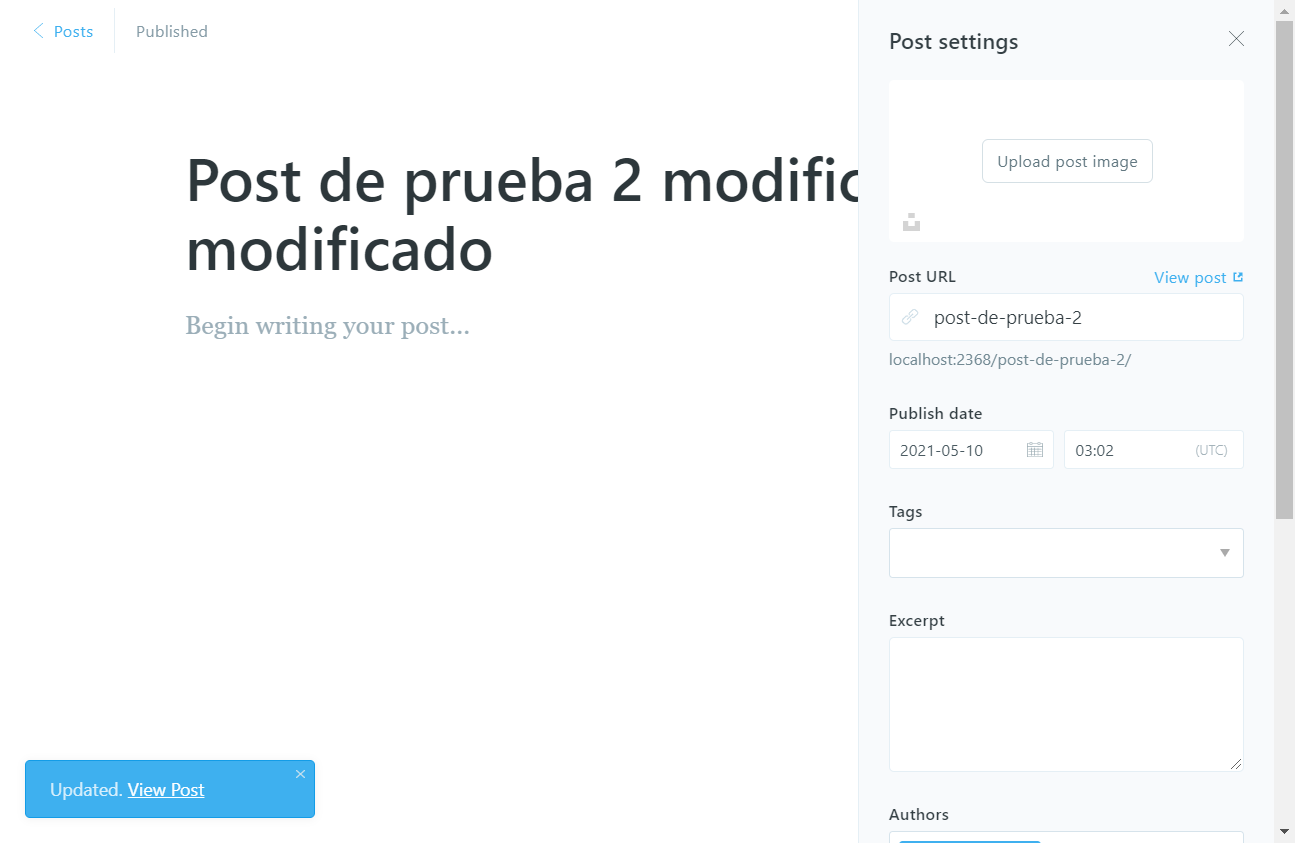 Posts
Published
Post de prueba 2
modificado
Begin writing your post...
Updated. View Post
Post settings
Upload post image
Post URL
View post
post-de-prueba-2
localhost:2368/post-de-prueba-2/
Publish date
2021-05-10
03:02
(UTC)
Tags
Excerpt
Authors